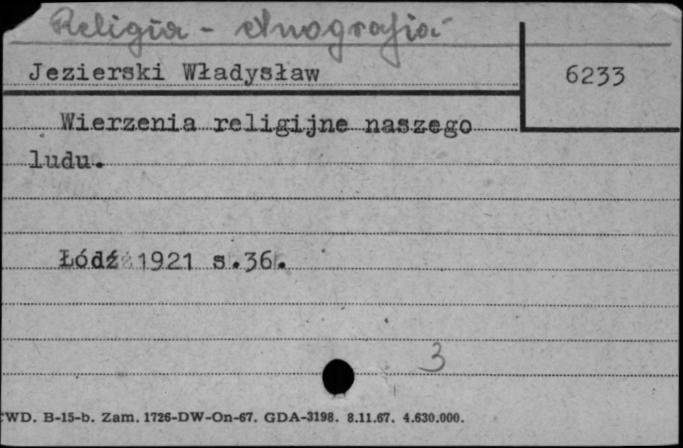 Religia - etnografia
Jezierski Władysław
6233
Wierzenia religijne naszego
ludu.
Łódź 1921 s.36.
3
WD. B-15-b. Zam. 1726-DW-On-67. GDA-3198. 8.11.67. 4.630.000.